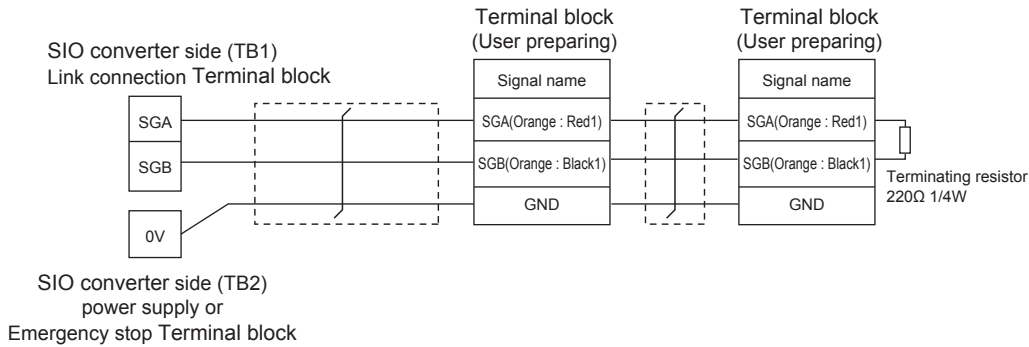 Terminal block
(User preparing)
Terminal block
(User preparing)
SIO converter side (TB1)
Link connection Terminal block
Signal name
Signal name
SGA
SGA(Orange : Red1)
SGA(Orange : Red1)
SGB
SGB(Orange : Black1)
SGB(Orange : Black1)
Terminating resistor
220Ω 1/4W
GND
GND
0V
SIO converter side (TB2)
power supply or
Emergency stop Terminal block